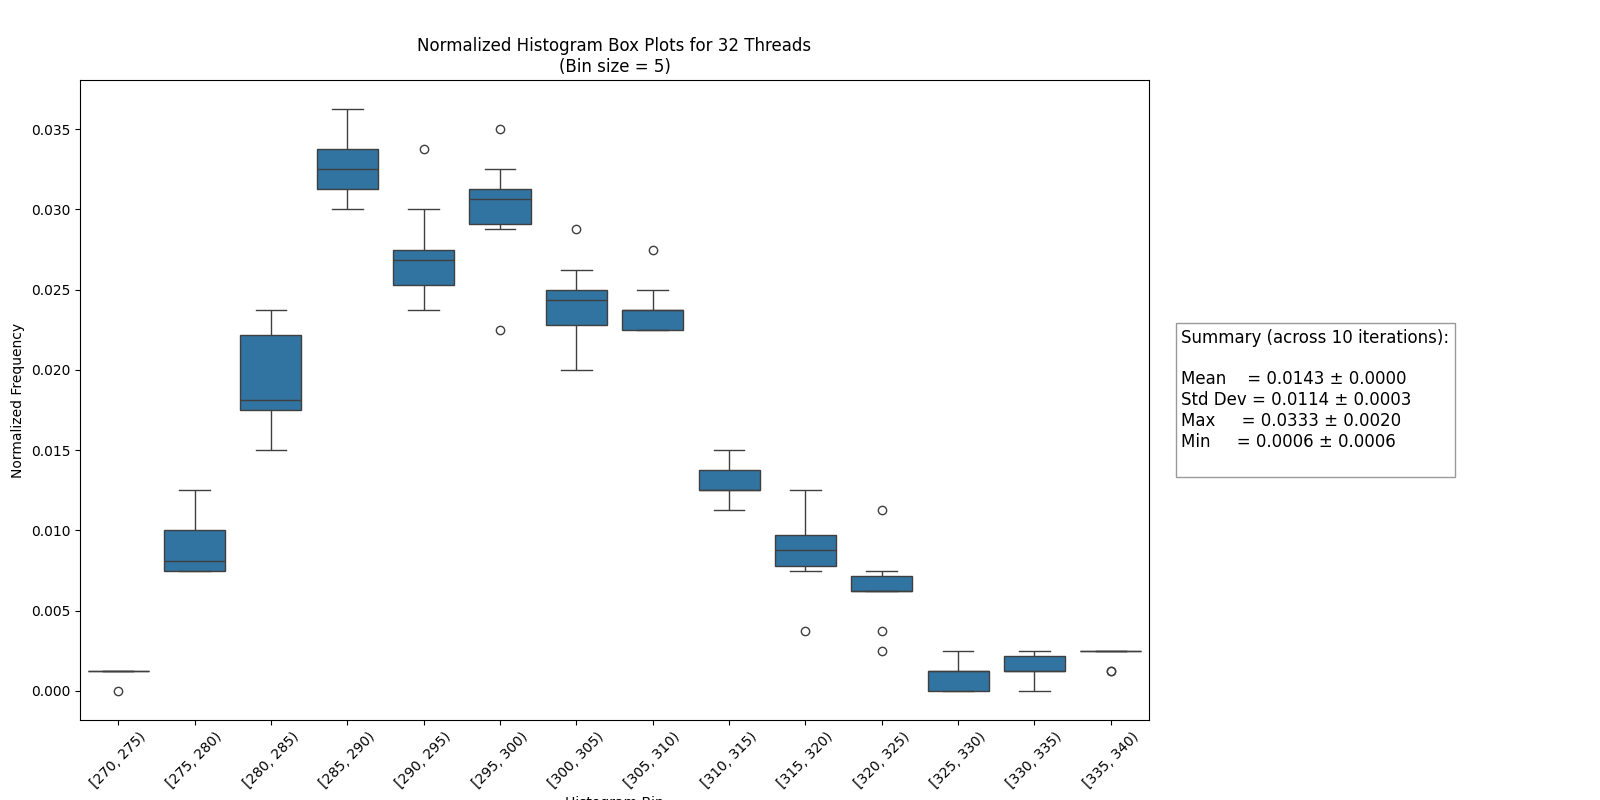 Normalized Histogram Box Plots for 32 Threads
(Bin size = 5)
Normalized Frequency
0.035
0.030
0.025
0.020
0.015
0.010
0.005
0.000
[270, 275)
[275, 280)
[280, 285)
[285, 290)
[290, 295)
[295, 300)
[300, 305)
[305, 310)
[310, 315)
[315, 320)
[320, 325)
[325, 330)
[330, 335)
[335, 340)
Histogram Bin
Summary (across 10 iterations):
Mean = 0.0143 ± 0.0000
Std Dev = 0.0114 ± 0.0003
Max = 0.0333 ± 0.0020
Min = 0.0006 ± 0.0006